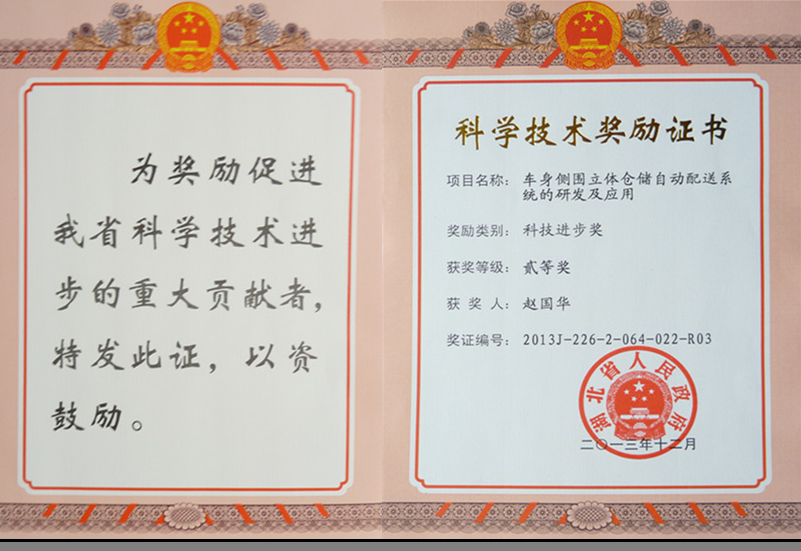 为奖励促进
我省科学技术进
步的重大贡献者，
特发此证，以资
鼓励。
科学技术奖励证书
项目名称：车身侧围立体仓储自动配送系
统的研发及应用
奖励类别：科技进步奖
获奖等级：贰等奖
获奖人：赵国华
奖证编号：2013J-226-2-064-022-R03
湖北省人民政府
二〇一三年十二月